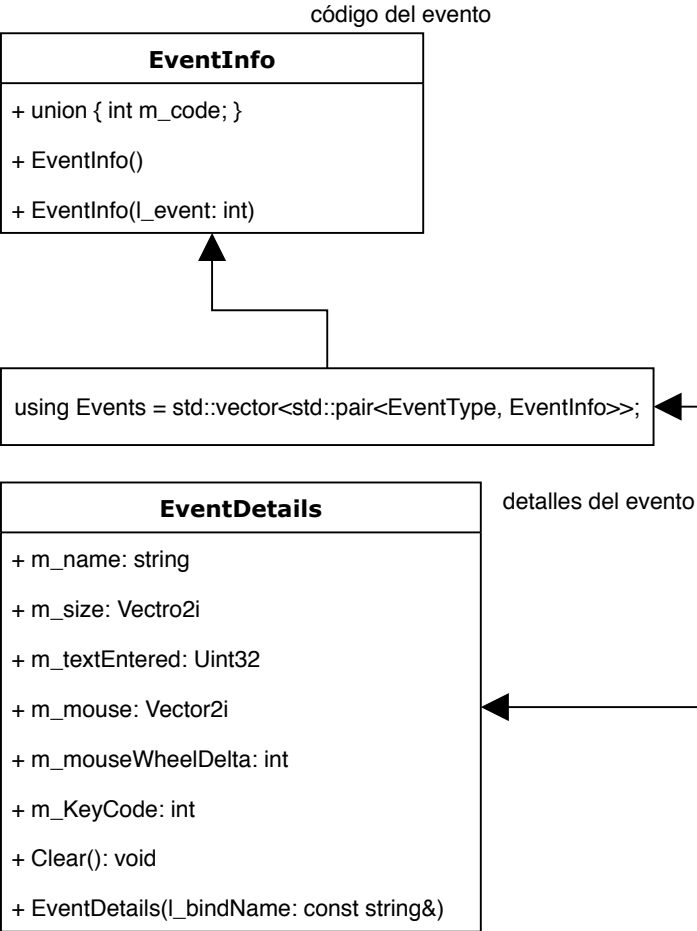 código del evento
EventInfo
+ union { int m_code; }
+ EventInfo()
+ EventInfo(l_event: int)
using Events = std::vector<std::pair<EventType, EventInfo>>;
EventDetails
detalles del evento
+ m_name: string
+ m_size: Vectro2i
+ m_textEntered: Uint32
+ m_mouse: Vector2i
+ m_mouseWheelDelta: int
+ m_KeyCode: int
+ Clear(): void
+ EventDetails(l_bindName: const string&)